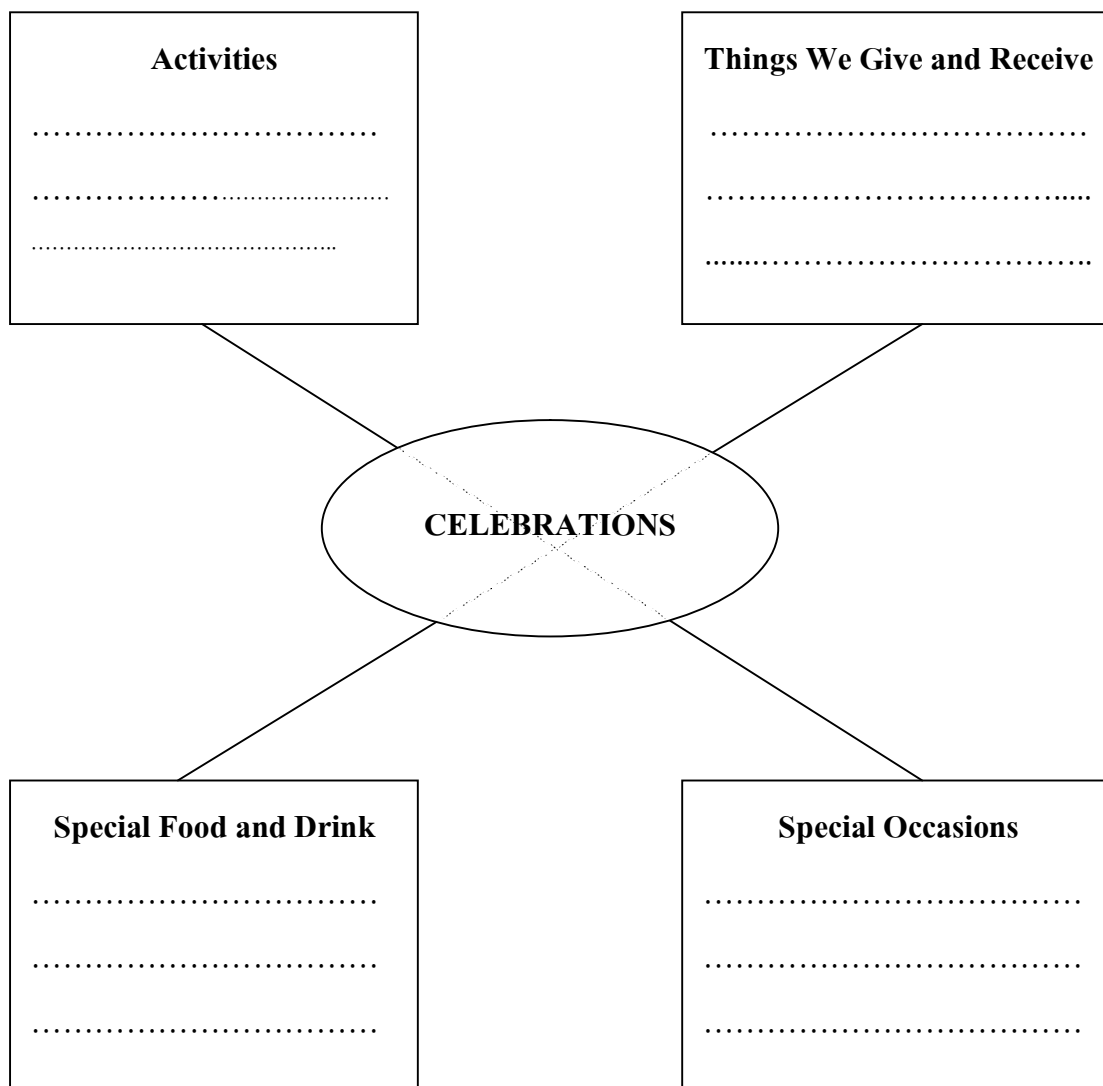 Activities
……………………………
……………………………………
……………………………………..
Things We Give and Receive
………………………………
…………………………….....
.......…………………………..
CELEBRATIONS
Special Food and Drink
……………………………
……………………………
……………………………
Special Occasions
………………………………
………………………………
………………………………